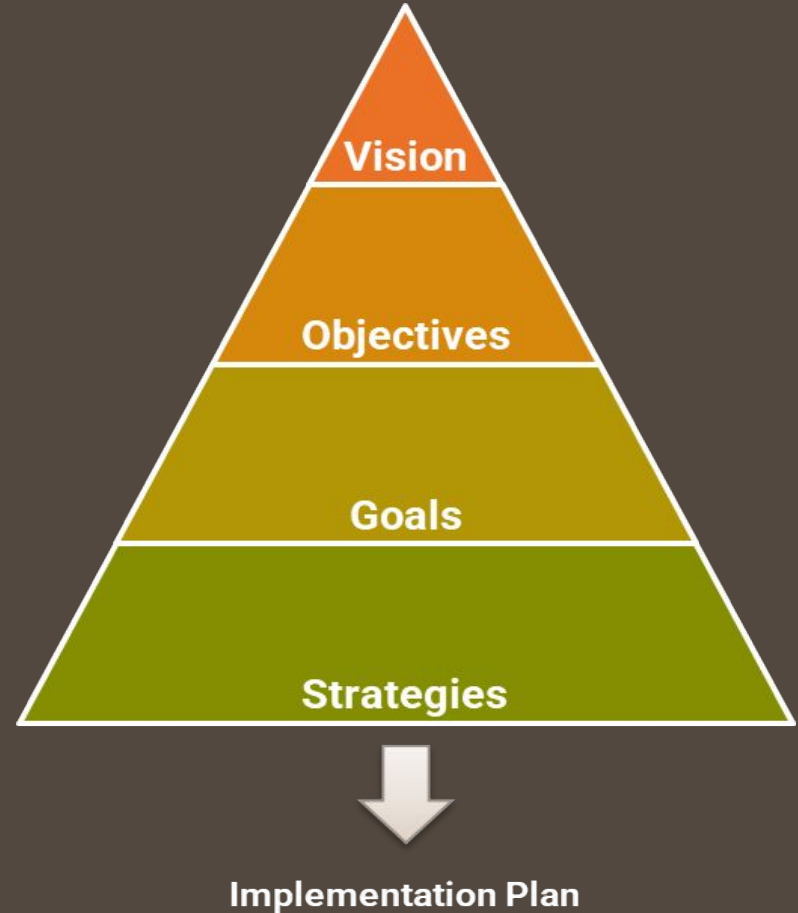 Vision
Objectives
Goals
Strategies
Implementation Plan